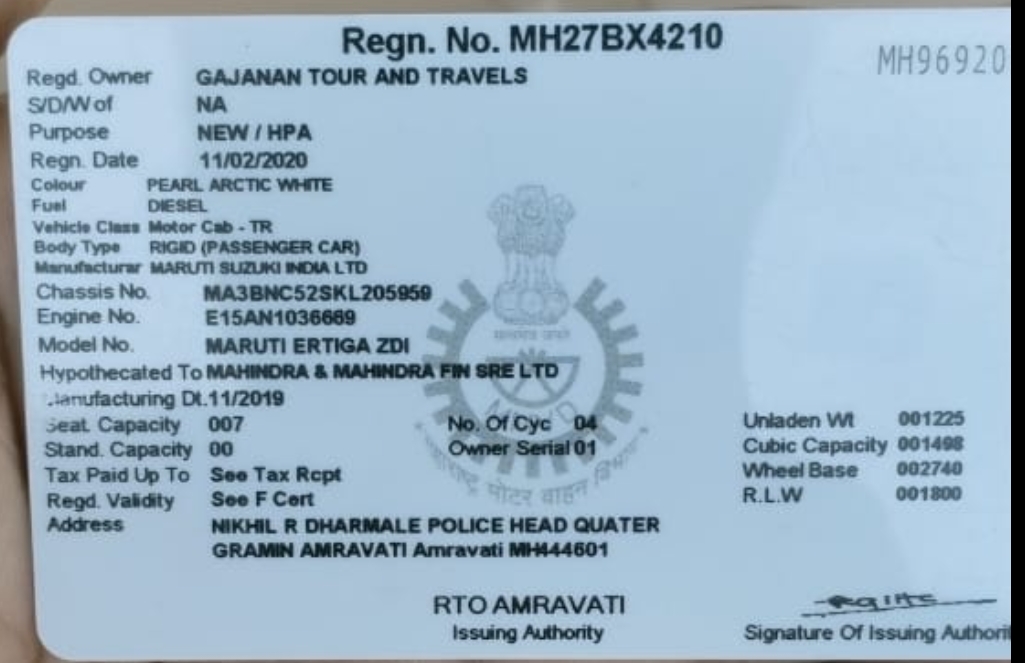 Regn. No. MH27BX4210
MH96920
Regd. Owner GAJANAN TOUR AND TRAVELS
S/D/W of NA
Purpose NEW / HPA
Regn. Date 11/02/2020
Colour PEARL ARCTIC WHITE
Fuel DIESEL
Vehicle Class Motor Cab - TR
Body Type RIGID (PASSENGER CAR)
Manufacturar MARUTI SUZUKI INDIA LTD
Chassis No. MA3BNC52SKL205959
Engine No. E15AN1036669
Model No. MARUTI ERTIGA ZDI
Hypothecated To MAHINDRA & MAHINDRA FIN SRE LTD
Manufacturing Dt.11/2019
Seat. Capacity 007 No. Of Cyc 04 Unladen Wt 001225
Stand. Capacity 00 Owner Serial 01 Cubic Capacity 001498
Tax Paid Up To See Tax Rcpt Wheel Base 002740
Regd. Validity See F Cert R.L.W 001800
मोटर वाहन
Address NIKHIL R DHARMALE POLICE HEAD QUATER
GRAMIN AMRAVATI Amravati MH444601
RTO AMRAVATI
Issuing Authority
Signature Of Issuing Authorit